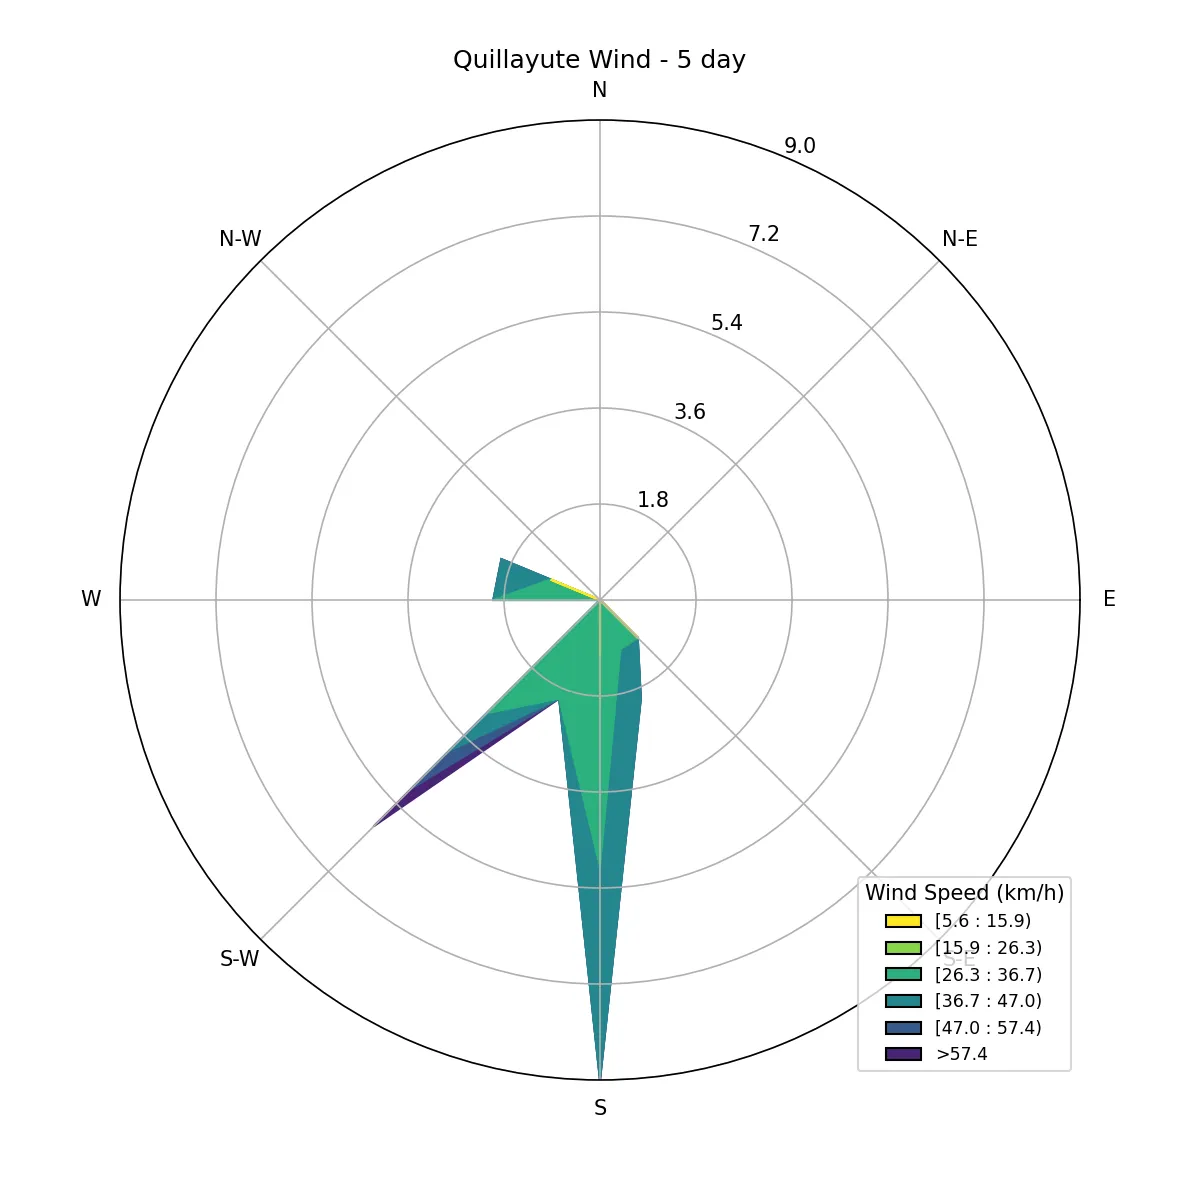 Quillayute Wind - 5 day
N
9.0
N-W
7.2
N-E
5.4
3.6
1.8
W
E
S-W
S-E
S
Wind Speed (km/h)
[5.6 : 15.9)
[15.9 : 26.3)
[26.3 : 36.7)
[36.7 : 47.0)
[47.0 : 57.4)
>57.4